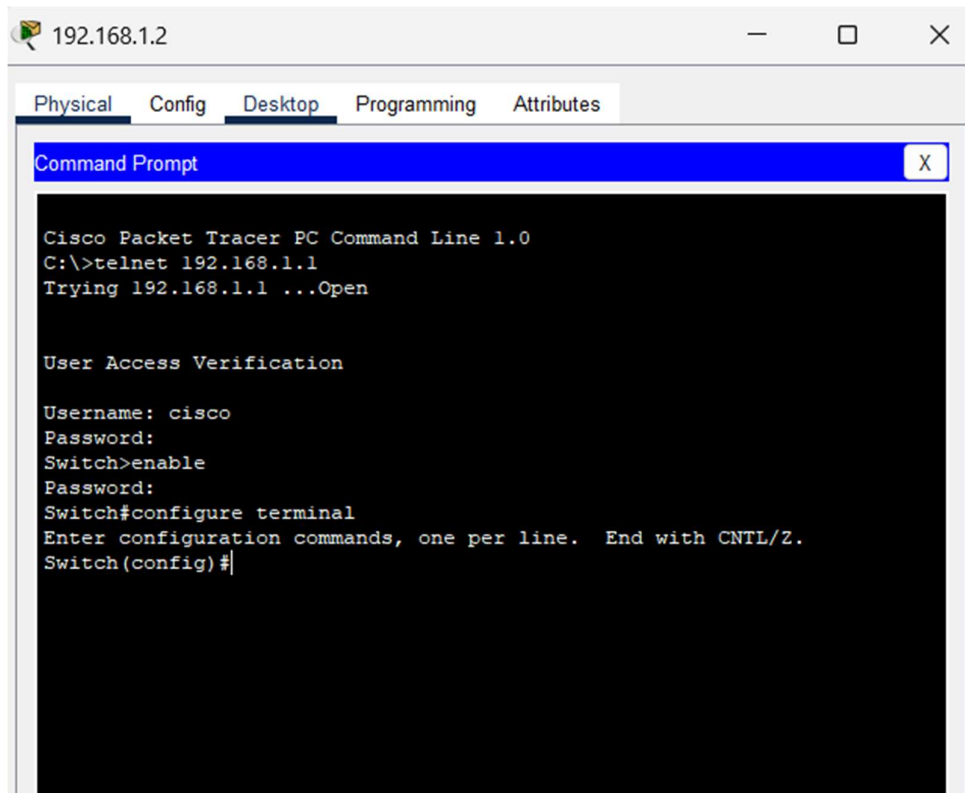 192.168.1.2
Physical Config Desktop Programming Attributes
Command Prompt
X
Cisco Packet Tracer PC Command Line 1.0
C:\>telnet 192.168.1.1
Trying 192.168.1.1 ...Open
User Access Verification
Username: cisco
Password:
Switch>enable
Password:
Switch#configure terminal
Enter configuration commands, one per line.  End with CNTL/Z.
Switch(config)#